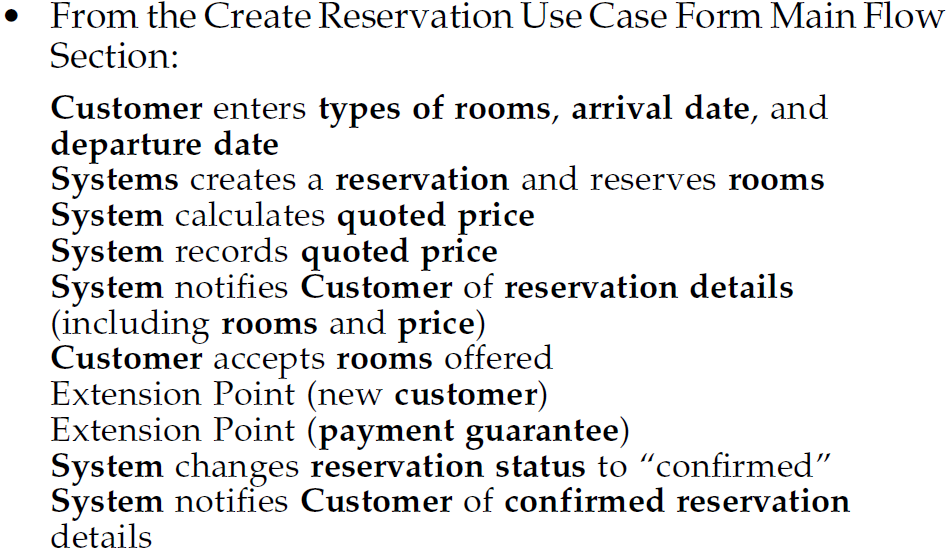 • From the Create Reservation Use Case Form Main Flow
Section:
Customer enters types of rooms, arrival date, and
departure date
Systems creates a reservation and reserves rooms
System calculates quoted price
System records quoted price
System notifies Customer of reservation details
(including rooms and price)
Customer accepts rooms offered
Extension Point (new customer)
Extension Point (payment guarantee)
System changes reservation status to “confirmed”
System notifies Customer of confirmed reservation
details